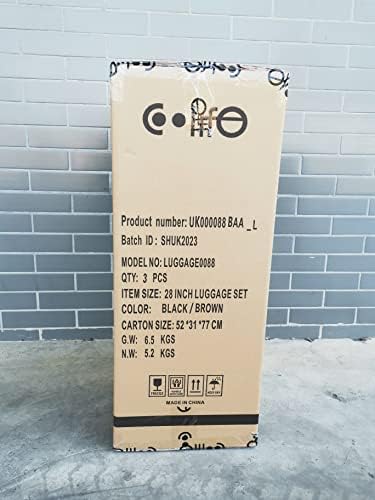 Product number: UK000088 BAA _ L
Batch ID : SHUK2023
MODEL NO: LUGGAGE0088
QTY: 3 PCS
ITEM SIZE: 28 INCH LUGGAGE SET
COLOR: BLACK / BROWN
CARTON SIZE: 52 *31 *77 CM
G.W: 6.5 KGS
N.W: 5.2 KGS
MADE IN CHINA